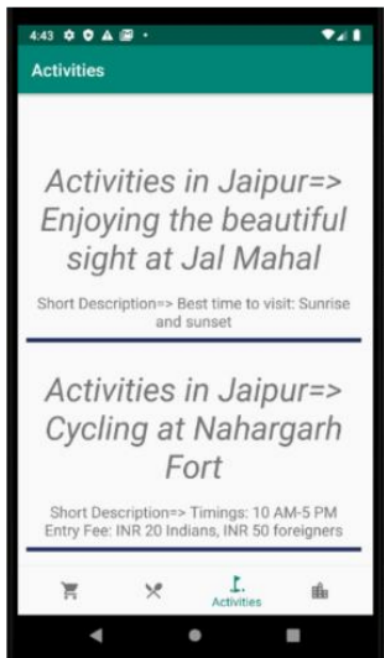 4:43
Activities
Activities in Jaipur=>
Enjoying the beautiful
sight at Jal Mahal
Short Description=> Best time to visit: Sunrise
and sunset
Activities in Jaipur=>
Cycling at Nahargarh
Fort
Short Description=> Timings: 10 AM-5 PM
Entry Fee: INR 20 Indians, INR 50 foreigners
Activities